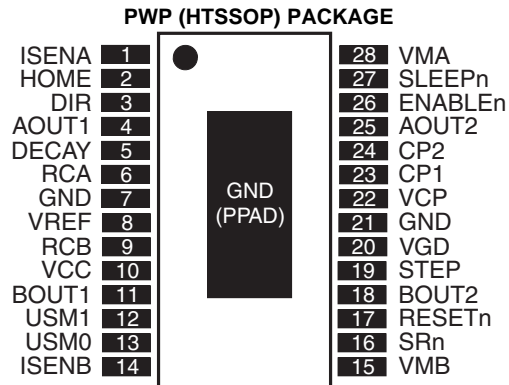 PWP (HTSSOP) PACKAGE
ISENA 1 28 VMA
HOME 2 27 SLEEPn
DIR 3 26 ENABLEn
AOUT1 4 25 AOUT2
DECAY 5 24 CP2
RCA 6 23 CP1
GND 7 22 VCP
VREF 8 21 GND
RCB 9 20 VGD
VCC 10 19 STEP
BOUT1 11 18 BOUT2
USM1 12 17 RESETn
USM0 13 16 SRn
ISENB 14 15 VMB
GND
(PPAD)